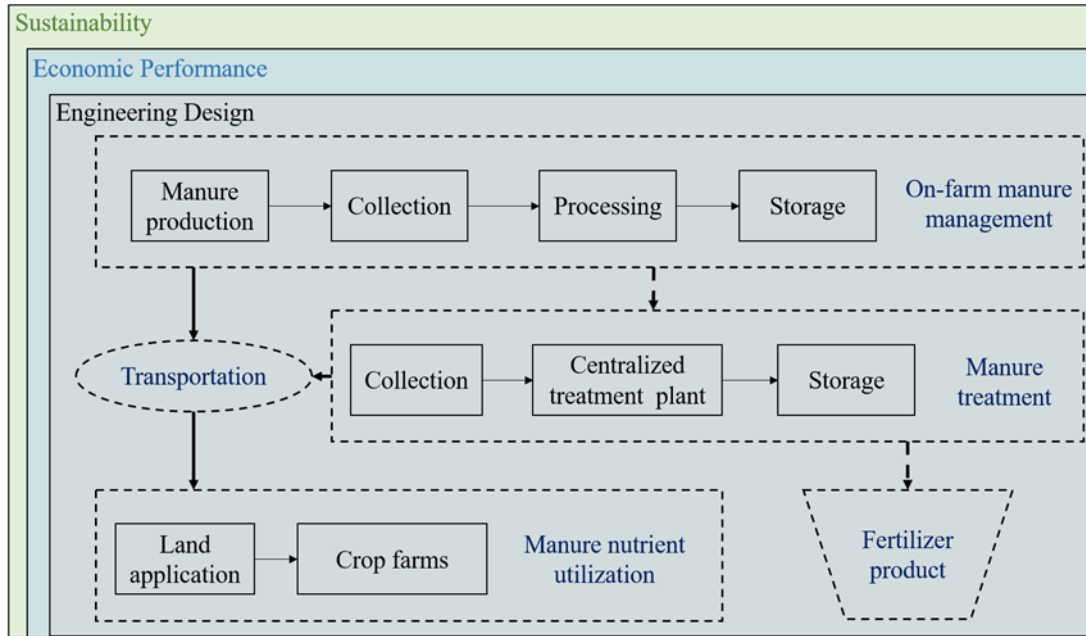 Sustainability
Economic Performance
Engineering Design
Manure
production
Collection
Processing
Storage
On-farm manure
management
Transportation
Collection
Centralized
treatment plant
Storage
Manure
treatment
Land
application
Crop farms
Manure nutrient
utilization
Fertilizer
product